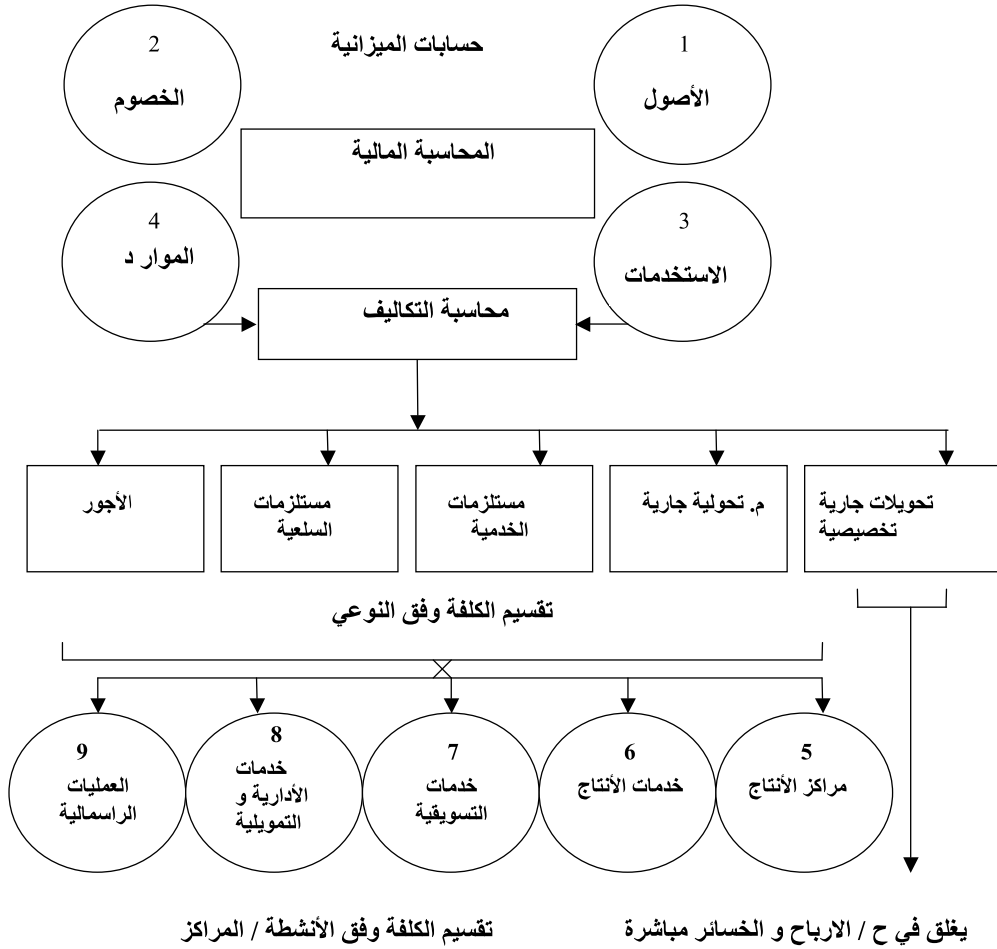 حسابات الميزانية
1
الأصول
2
الخصوم
المحاسبة المالية
3
الاستخدمات
4
الموار د
محاسبة التكاليف
تحويلات جارية
تخصيصية
م. تحولية جارية
مستلزمات
الخدمية
مستلزمات
السلعية
الأجور
تقسيم الكلفة وفق النوعي
5
مراكز الأنتاج
6
خدمات الأنتاج
7
خدمات
التسويقية
8
خدمات
الأدارية و
التمويلية
9
العمليات
الراسمالية
يغلق في ح / الارباح و الخسائر مباشرة
تقسيم الكلفة وفق الأنشطة / المراكز